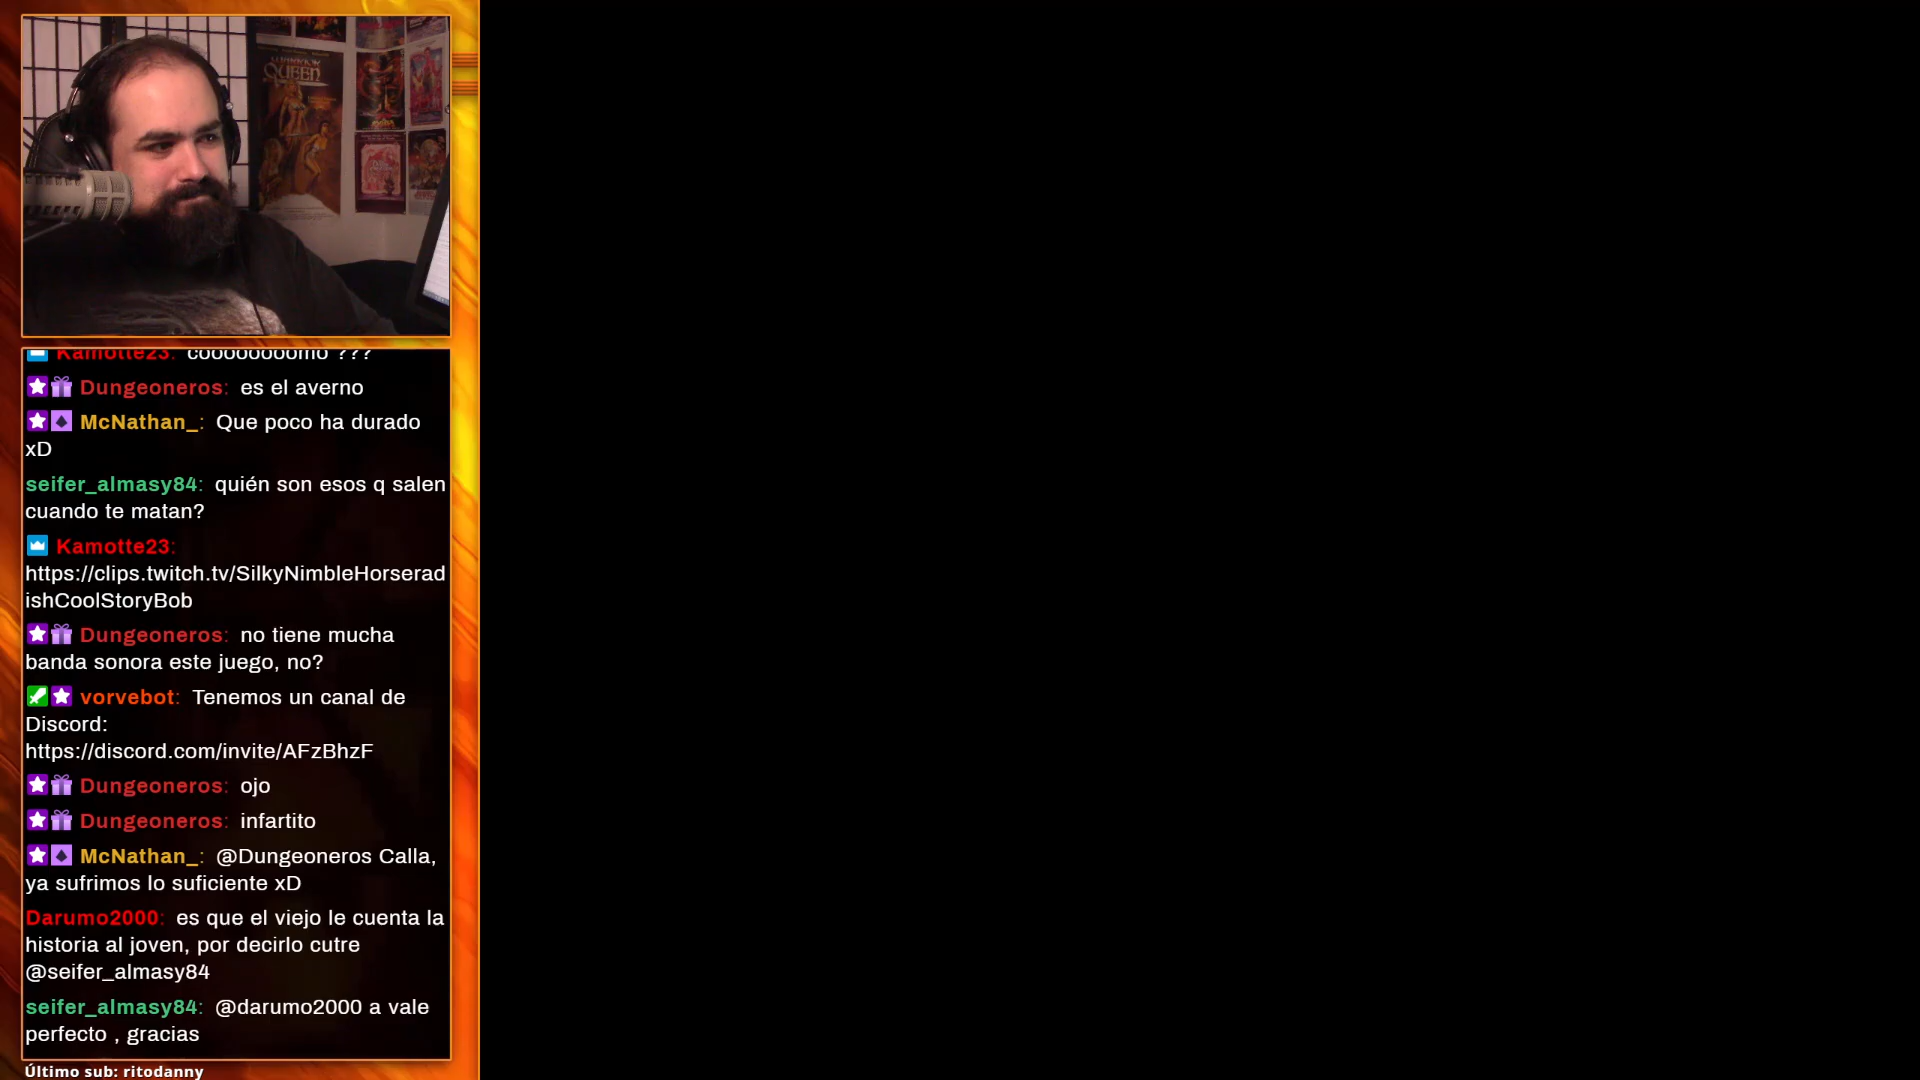 QUEEN
Kamotte23: coooooooomo ???
Dungeoneros: es el averno
McNathan_: Que poco ha durado
xD
seifer_almasy84: quién son esos q salen
cuando te matan?
Kamotte23:
https://clips.twitch.tv/SilkyNimbleHorserad
ishCoolStoryBob
Dungeoneros: no tiene mucha
banda sonora este juego, no?
vorvebot: Tenemos un canal de
Discord:
https://discord.com/invite/AFzBhzF
Dungeoneros: ojo
Dungeoneros: infartito
McNathan_: @Dungeoneros Calla,
ya sufrimos lo suficiente xD
Darumo2000: es que el viejo le cuenta la
historia al joven, por decirlo cutre
@seifer_almasy84
seifer_almasy84: @darumo2000 a vale
perfecto , gracias
Último sub: ritodanny